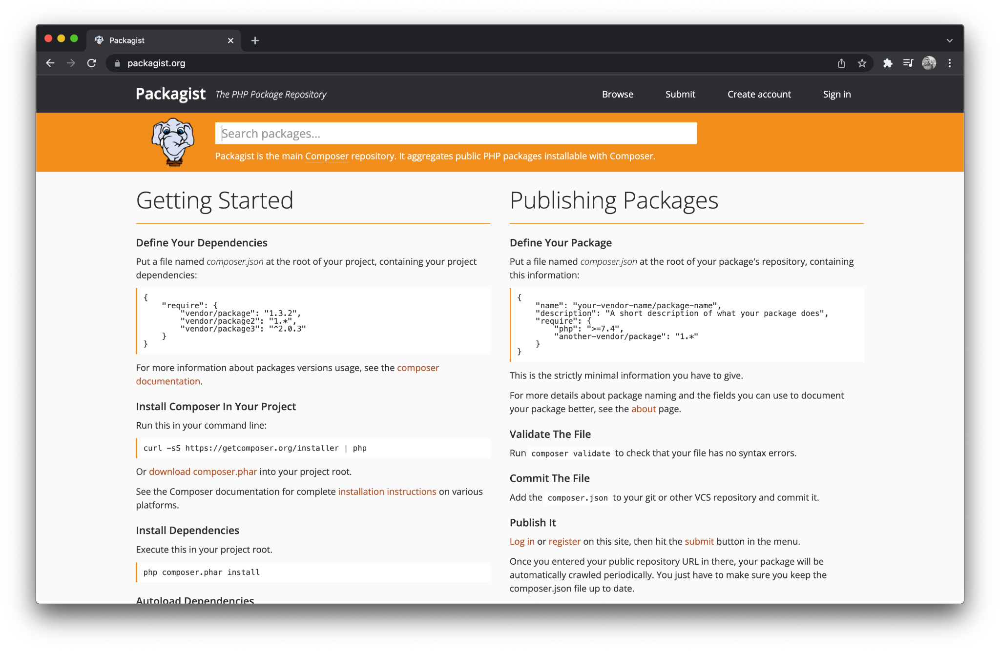 Packagist
packagist.org
Packagist The PHP Package Repository
Browse Submit Create account Sign in
Search packages...
Packagist is the main Composer repository. It aggregates public PHP packages installable with Composer.
Getting Started
Define Your Dependencies
Put a file named composer.json at the root of your project, containing your project
dependencies:
{
    "require": {
        "vendor/package": "1.3.2",
        "vendor/package2": "1.*",
        "vendor/package3": "^2.0.3"
    }
}
For more information about packages versions usage, see the composer
documentation.
Install Composer In Your Project
Run this in your command line:
curl -sS https://getcomposer.org/installer | php
Or download composer.phar into your project root.
See the Composer documentation for complete installation instructions on various
platforms.
Install Dependencies
Execute this in your project root.
php composer.phar install
Autoload Dependencies
Publishing Packages
Define Your Package
Put a file named composer.json at the root of your package's repository, containing
this information:
{
    "name": "your-vendor-name/package-name",
    "description": "A short description of what your package does",
    "require": {
        "php": ">=7.4",
        "another-vendor/package": "1.*"
    }
}
This is the strictly minimal information you have to give.
For more details about package naming and the fields you can use to document
your package better, see the about page.
Validate The File
Run composer validate to check that your file has no syntax errors.
Commit The File
Add the composer.json to your git or other VCS repository and commit it.
Publish It
Log in or register on this site, then hit the submit button in the menu.
Once you entered your public repository URL in there, your package will be
automatically crawled periodically. You just have to make sure you keep the
composer.json file up to date.